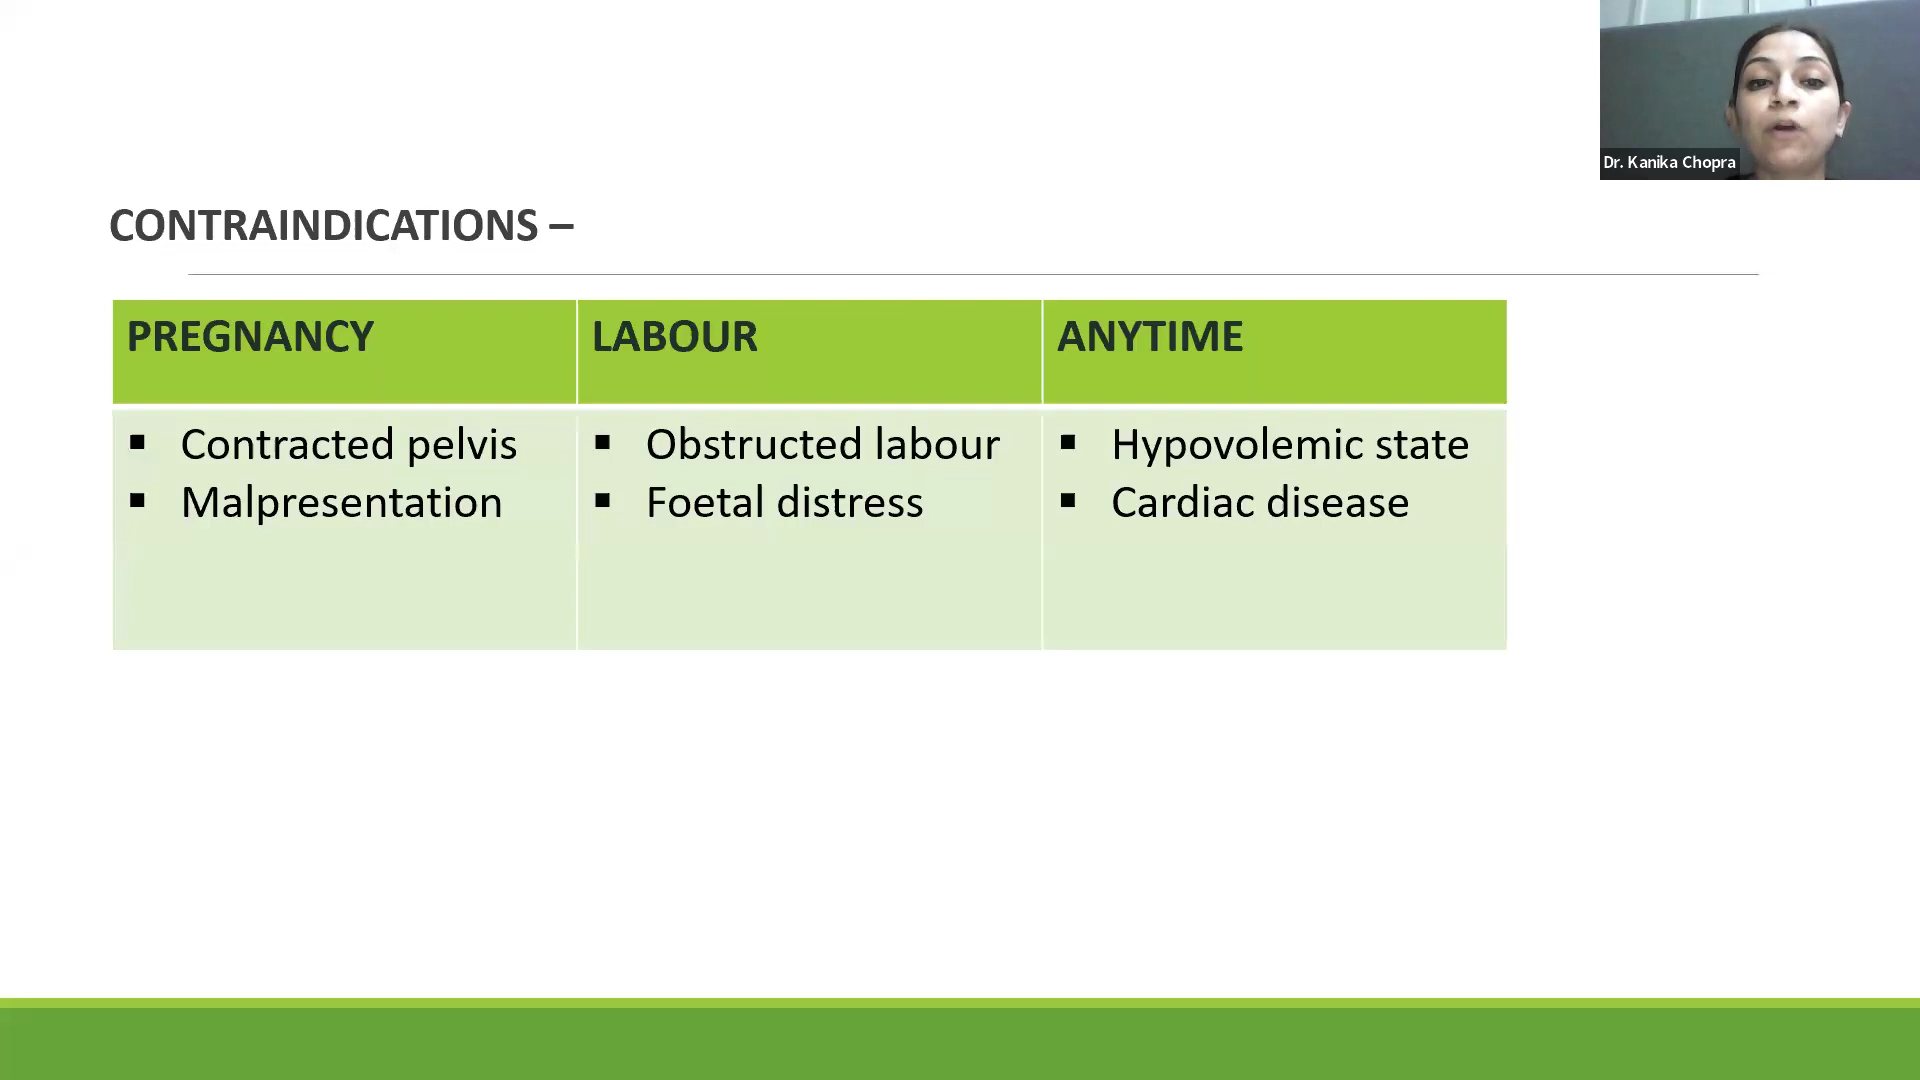 Dr. Kanika Chopra
CONTRAINDICATIONS –
PREGNANCY
LABOUR
ANYTIME
▪ Contracted pelvis
▪ Malpresentation
▪ Obstructed labour
▪ Foetal distress
▪ Hypovolemic state
▪ Cardiac disease